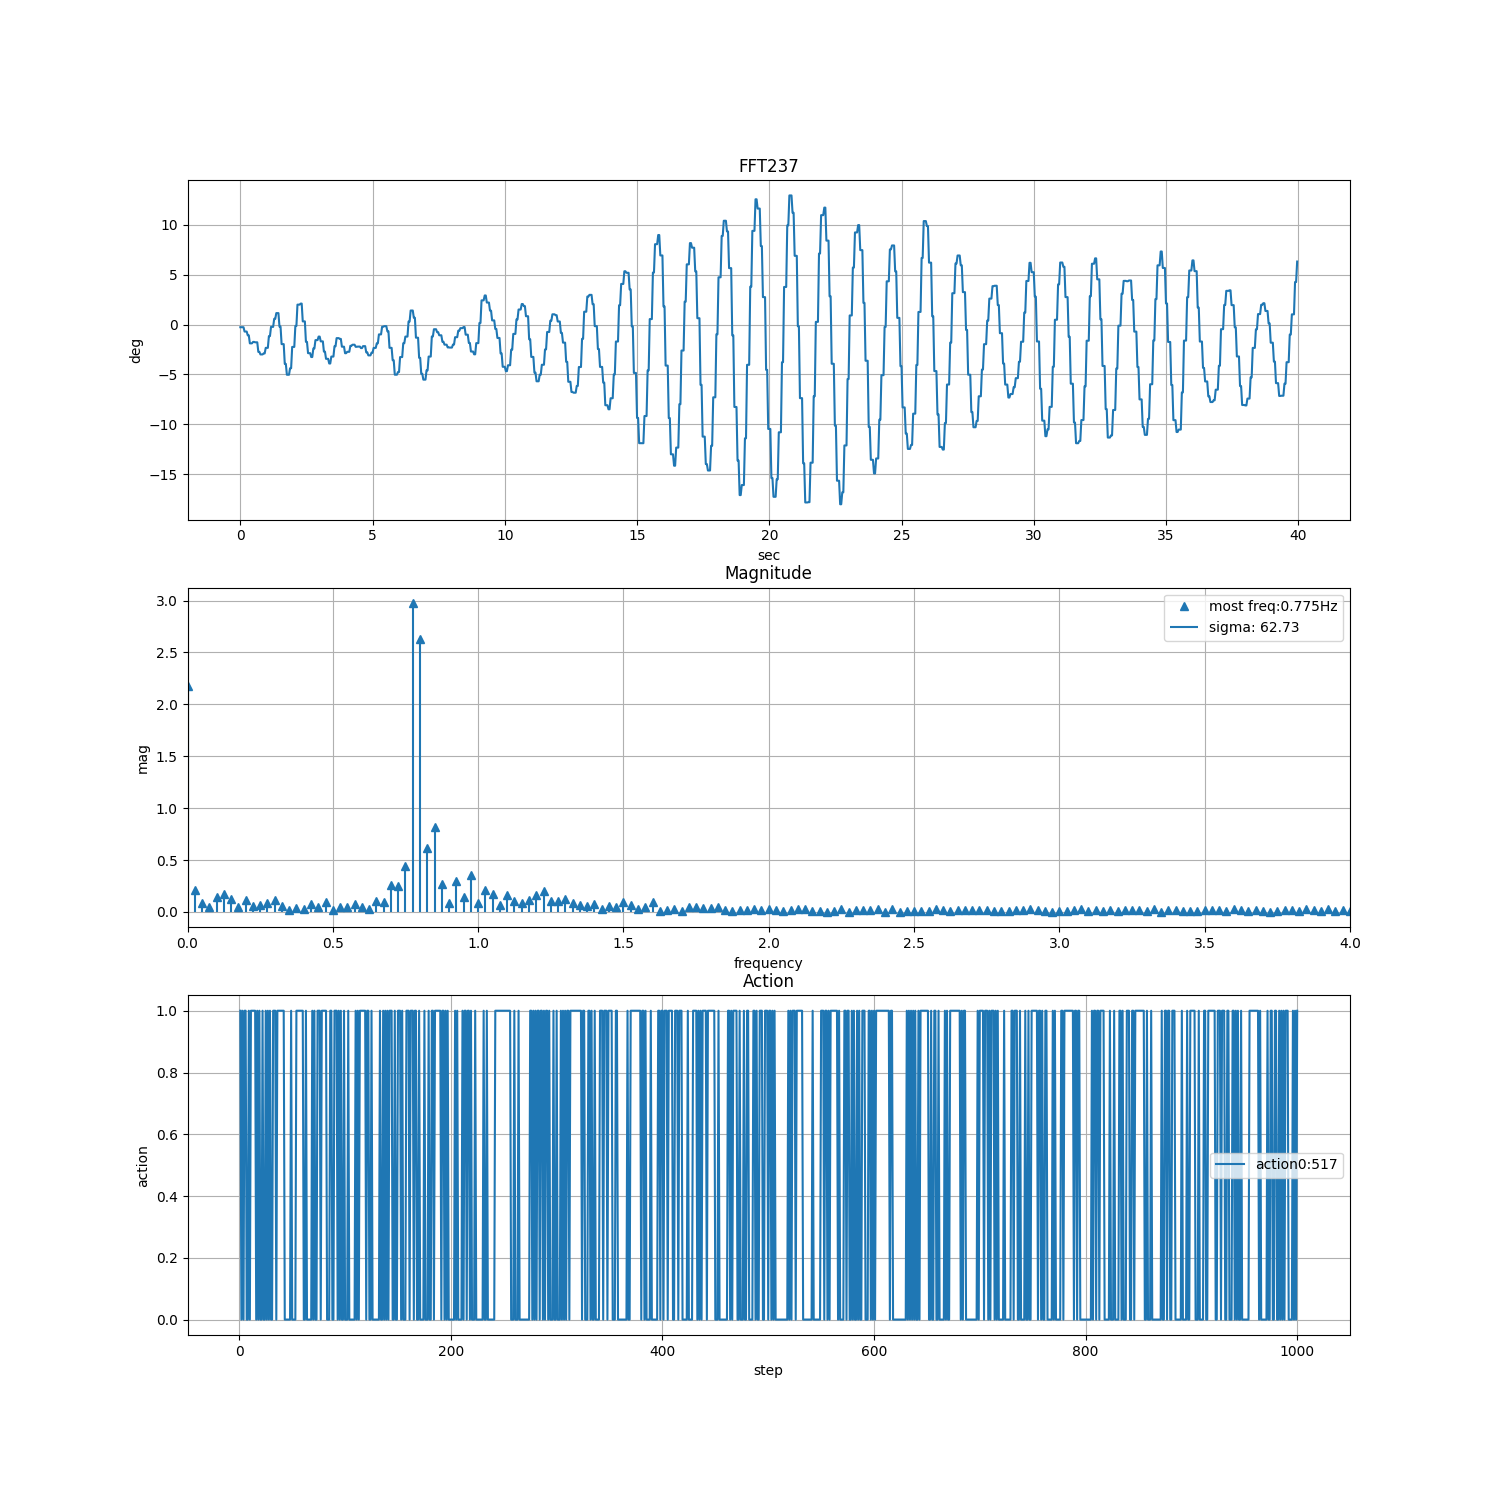 FFT237
deg
10
5
0
−5
−10
−15
0 5 10 15 20 25 30 35 40
sec
Magnitude
mag
3.0
2.5
2.0
1.5
1.0
0.5
0.0
most freq:0.775Hz
sigma: 62.73
0.0 0.5 1.0 1.5 2.0 2.5 3.0 3.5 4.0
frequency
Action
action
1.0
0.8
0.6
0.4
0.2
0.0
action0:517
0 200 400 600 800 1000
step